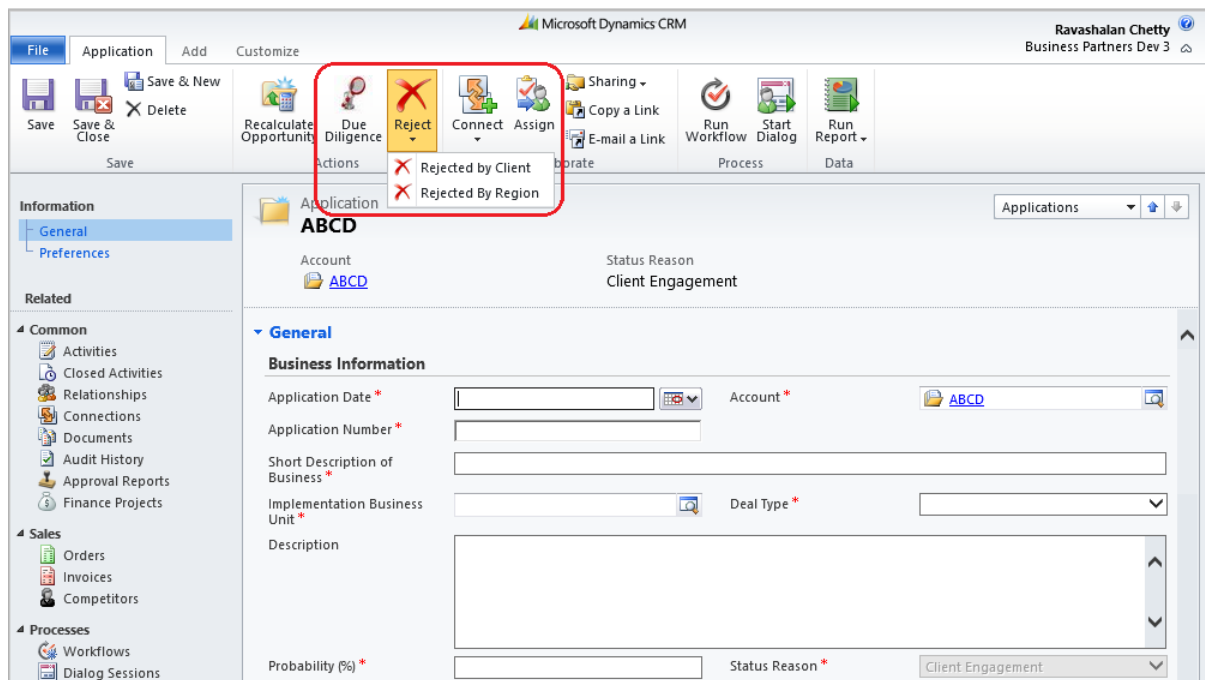 Microsoft Dynamics CRM
Ravashalan Chetty
Business Partners Dev 3
File
Application
Add
Customize
Save
Save & Close
Save & New
Delete
Save
Recalculate Opportunity
Due Diligence
Reject
Actions
Rejected by Client
Rejected By Region
Connect
Assign
Sharing
Copy a Link
E-mail a Link
borate
Run Workflow
Start Dialog
Process
Run Report
Data
Information
General
Preferences
Related
Common
Activities
Closed Activities
Relationships
Connections
Documents
Audit History
Approval Reports
Finance Projects
Sales
Orders
Invoices
Competitors
Processes
Workflows
Dialog Sessions
Application
ABCD
Applications
Account
ABCD
Status Reason
Client Engagement
General
Business Information
Application Date *
Account *
ABCD
Application Number *
Short Description of
Business *
Implementation Business
Unit *
Deal Type *
Description
Probability (%) *
Status Reason *
Client Engagement